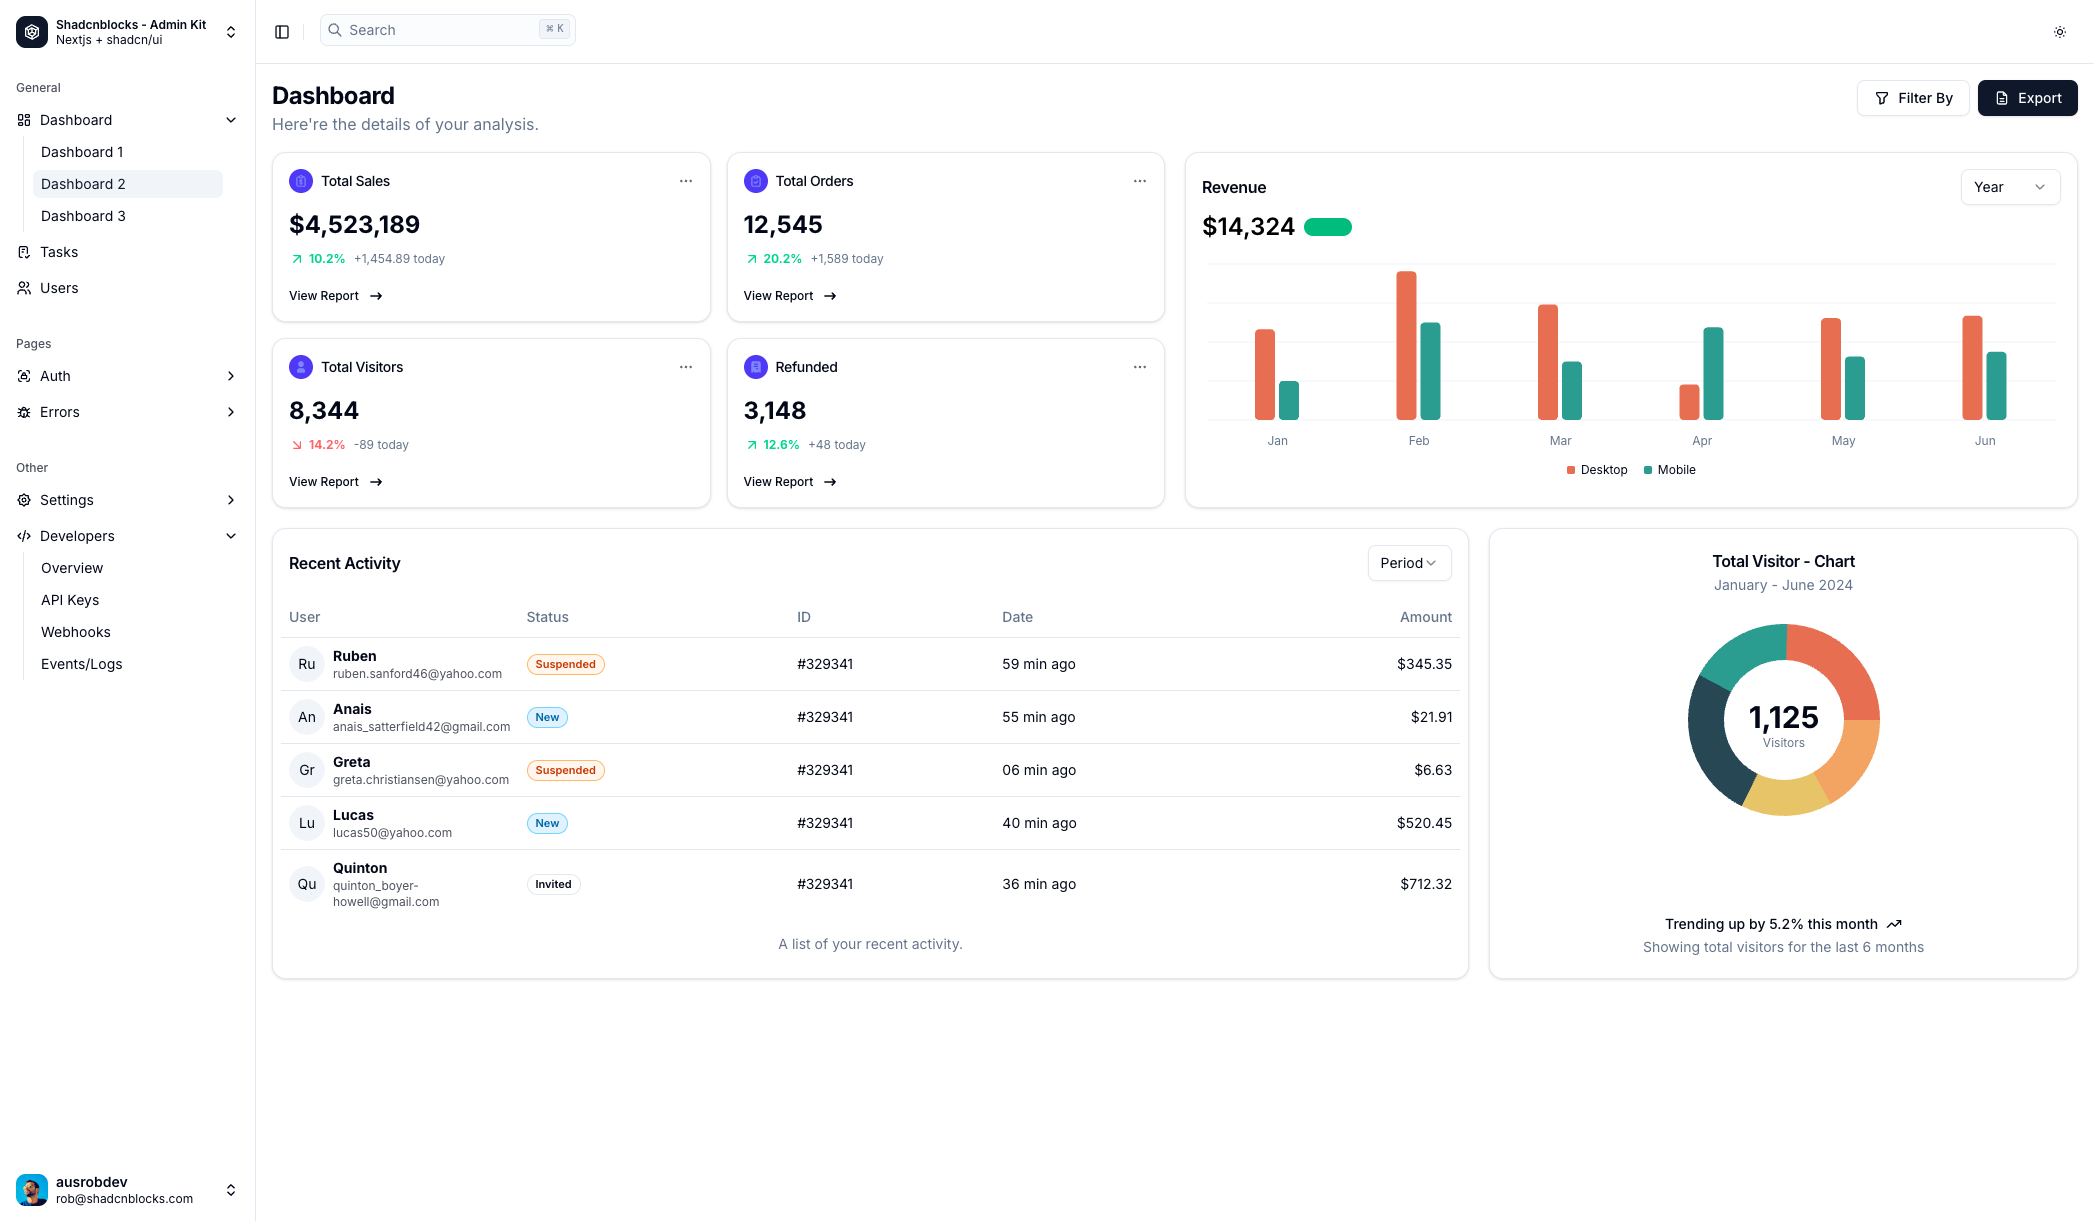 Shadcnblocks - Admin Kit
Nextjs + shadcn/ui
General
Dashboard
Dashboard 1
Dashboard 2
Dashboard 3
Tasks
Users
Pages
Auth
Errors
Other
Settings
Developers
Overview
API Keys
Webhooks
Events/Logs
ausrobdev
rob@shadcnblocks.com
Search ⌘ K
Dashboard
Here're the details of your analysis.
Filter By
Export
Total Sales
$4,523,189
10.2% +1,454.89 today
View Report
Total Orders
12,545
20.2% +1,589 today
View Report
Total Visitors
8,344
14.2% -89 today
View Report
Refunded
3,148
12.6% +48 today
View Report
Revenue
Year
$14,324
Jan Feb Mar Apr May Jun
Desktop Mobile
Recent Activity
Period
User Status ID Date Amount
Ru
Ruben
ruben.sanford46@yahoo.com
Suspended #329341 59 min ago $345.35
An
Anais
anais_satterfield42@gmail.com
New #329341 55 min ago $21.91
Gr
Greta
greta.christiansen@yahoo.com
Suspended #329341 06 min ago $6.63
Lu
Lucas
lucas50@yahoo.com
New #329341 40 min ago $520.45
Qu
Quinton
quinton_boyer-
howell@gmail.com
Invited #329341 36 min ago $712.32
A list of your recent activity.
Total Visitor - Chart
January - June 2024
1,125
Visitors
Trending up by 5.2% this month
Showing total visitors for the last 6 months